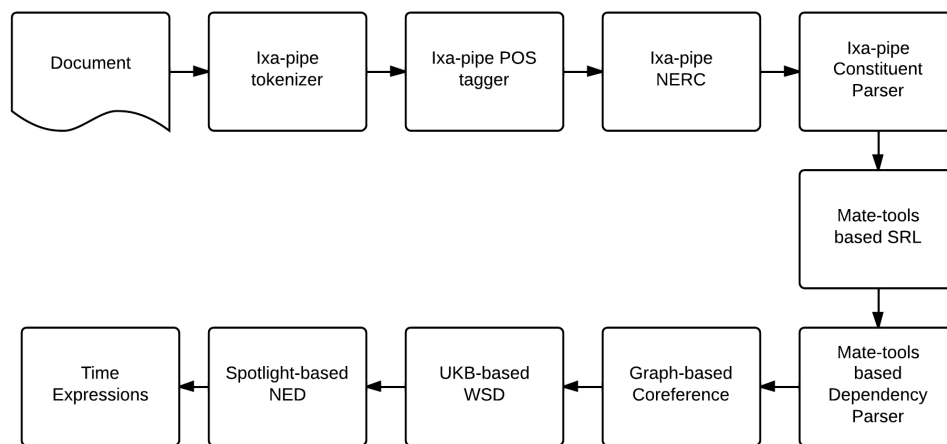 Document
Ixa-pipe
tokenizer
Ixa-pipe POS
tagger
Ixa-pipe
NERC
Ixa-pipe
Constituent
Parser
Mate-tools
based SRL
Mate-tools
based
Dependency
Parser
Graph-based
Coreference
UKB-based
WSD
Spotlight-based
NED
Time
Expressions